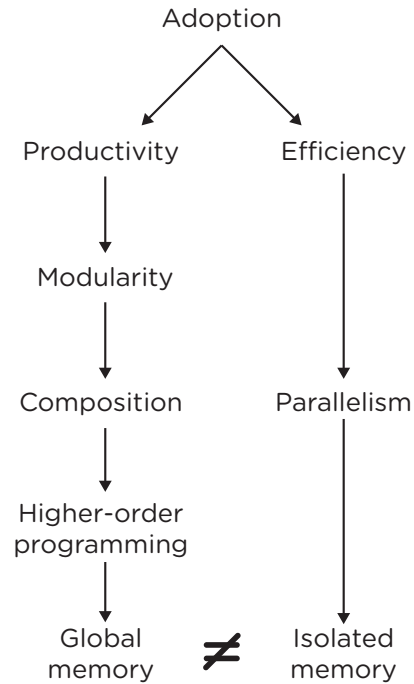 Adoption
Productivity
Efficiency
Modularity
Composition
Parallelism
Higher-order
programming
Global
memory
≠
Isolated
memory